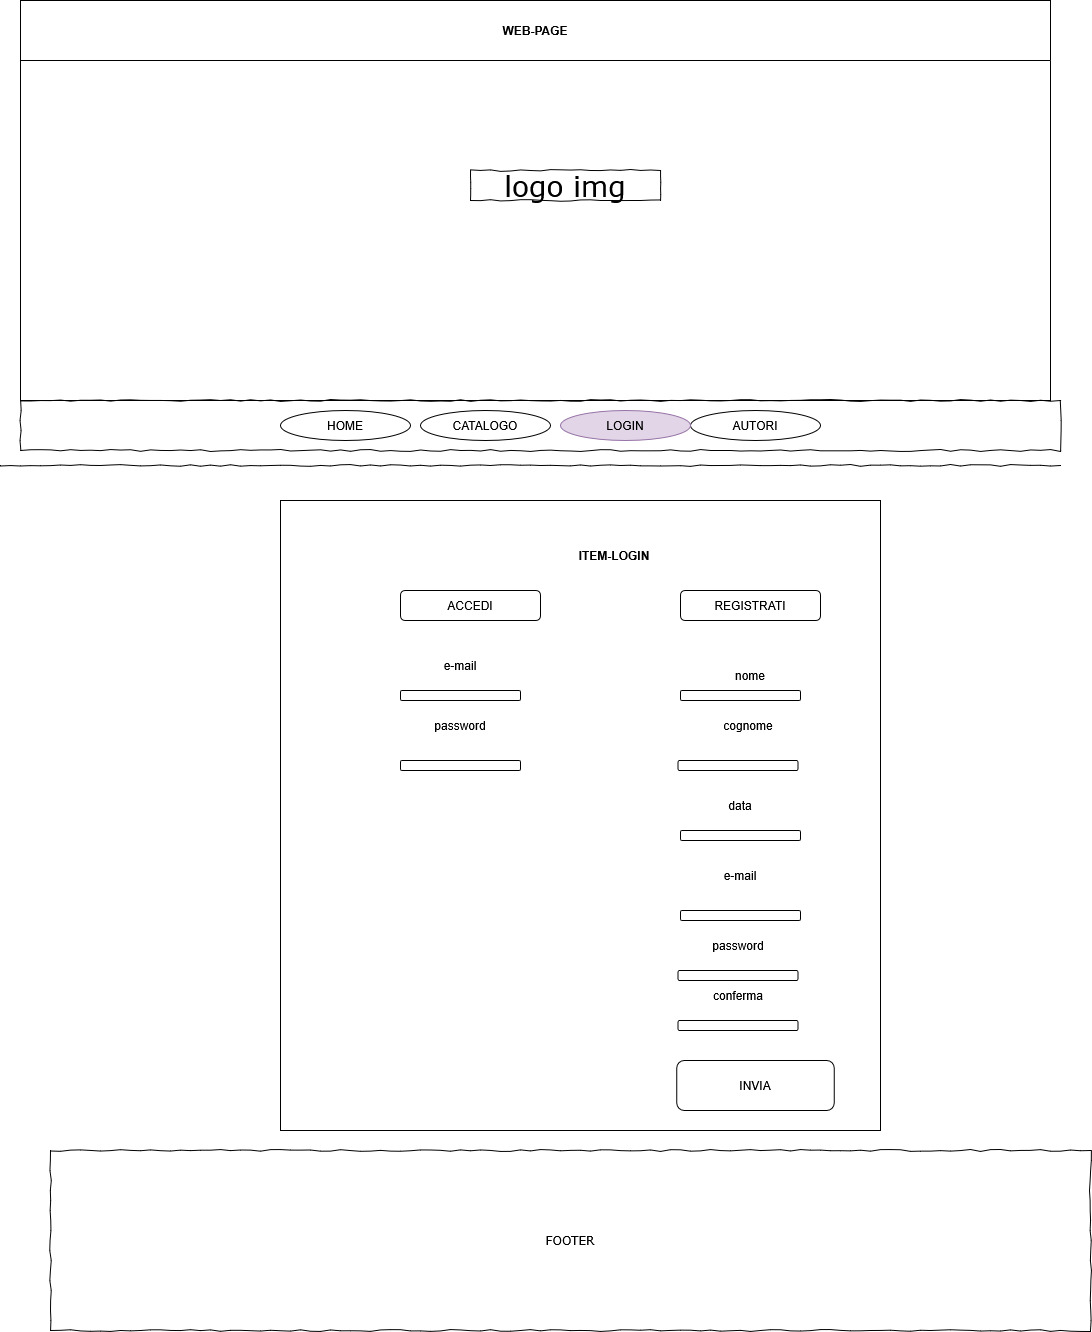 WEB-PAGE
logo img
HOME
CATALOGO
LOGIN
AUTORI
ITEM-LOGIN
ACCEDI
REGISTRATI
e-mail
nome
password
cognome
data
e-mail
password
conferma
INVIA
FOOTER